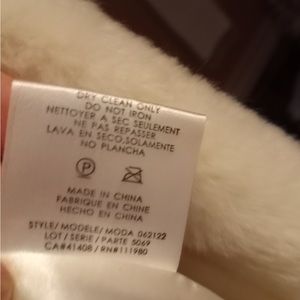 DRY CLEAN ONLY
DO NOT IRON
NETTOYER A SEC SEULEMENT
NE PAS REPASSER
LAVA EN SECO,SOLAMENTE
NO PLANCHA
P
MADE IN CHINA
FABRIQUE EN CHINE
HECHO EN CHINA
STYLE/ MODELE/ MODA 062122
LOT / SERIE / PARTE 5069
CA#41408 / RN#111980